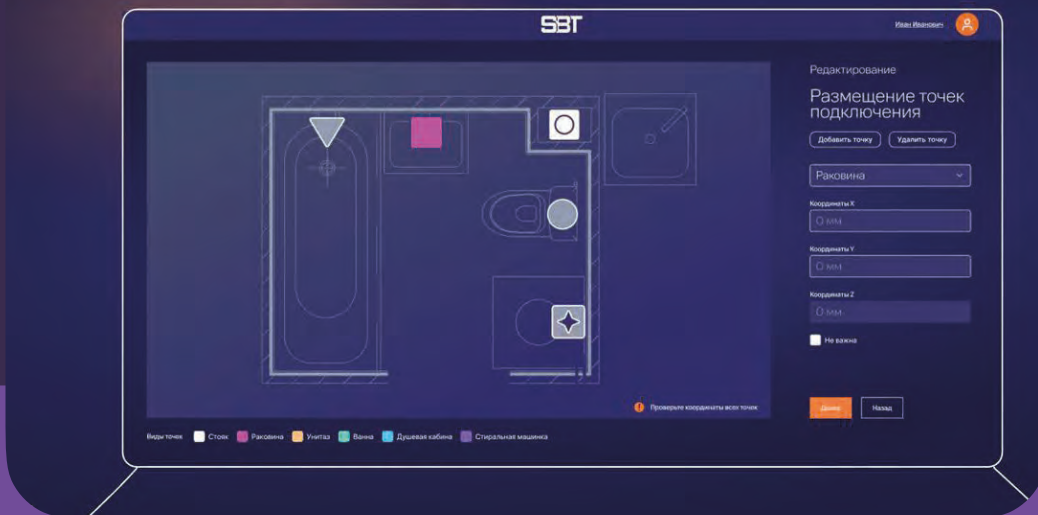 SBT
Иван Иванович
Редактирование
Размещение точек
подключения
Добавить точку
Удалить точку
Раковина
Координаты X
0 мм
Координаты Y
0 мм
Координаты Z
0 мм
Не важна
Проверьте координаты всех точек
Далее
Назад
Виды точек
Стояк
Раковина
Унитаз
Ванна
Душевая кабина
Стиральная машинка